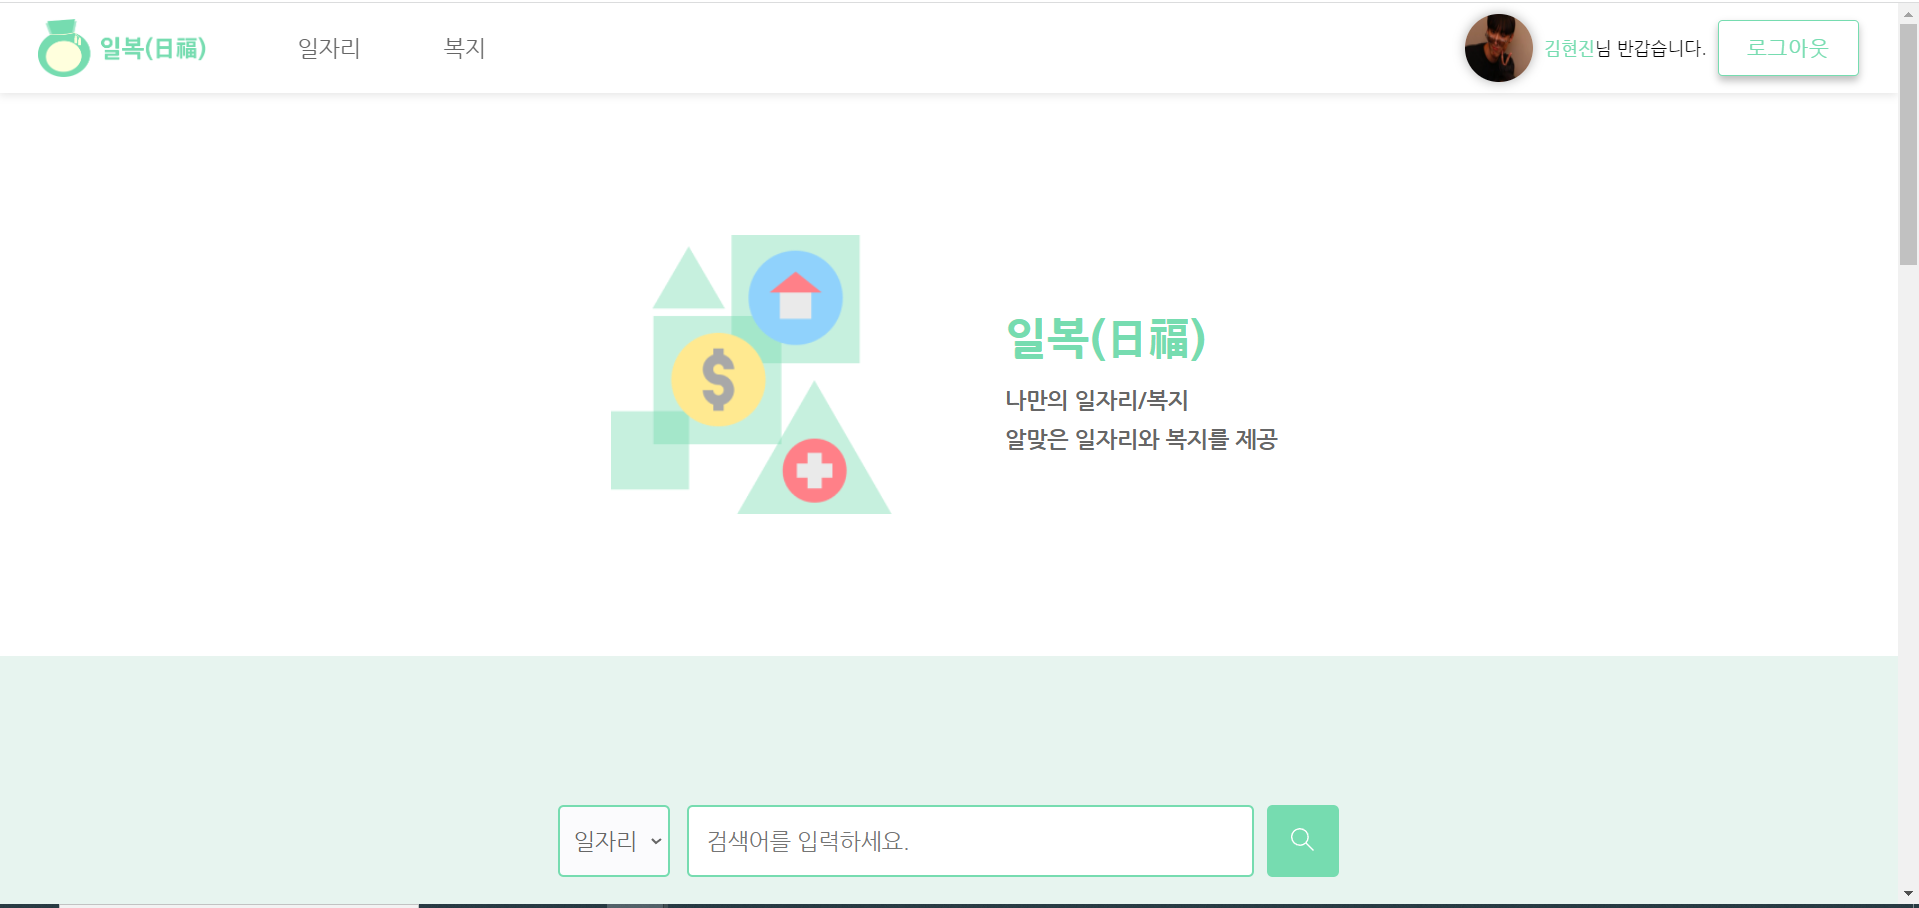 일복(日福)
일자리
복지
김현진님 반갑습니다.
로그아웃
$
일복(日福)
나만의 일자리/복지
알맞은 일자리와 복지를 제공
일자리
검색어를 입력하세요.